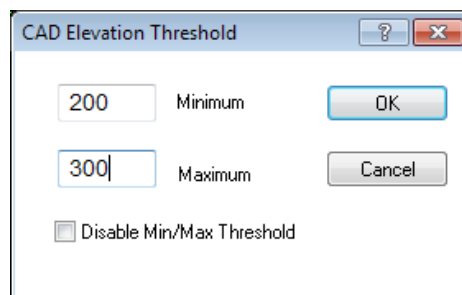 CAD Elevation Threshold
200 Minimum OK
300 Maximum Cancel
Disable Min/Max Threshold